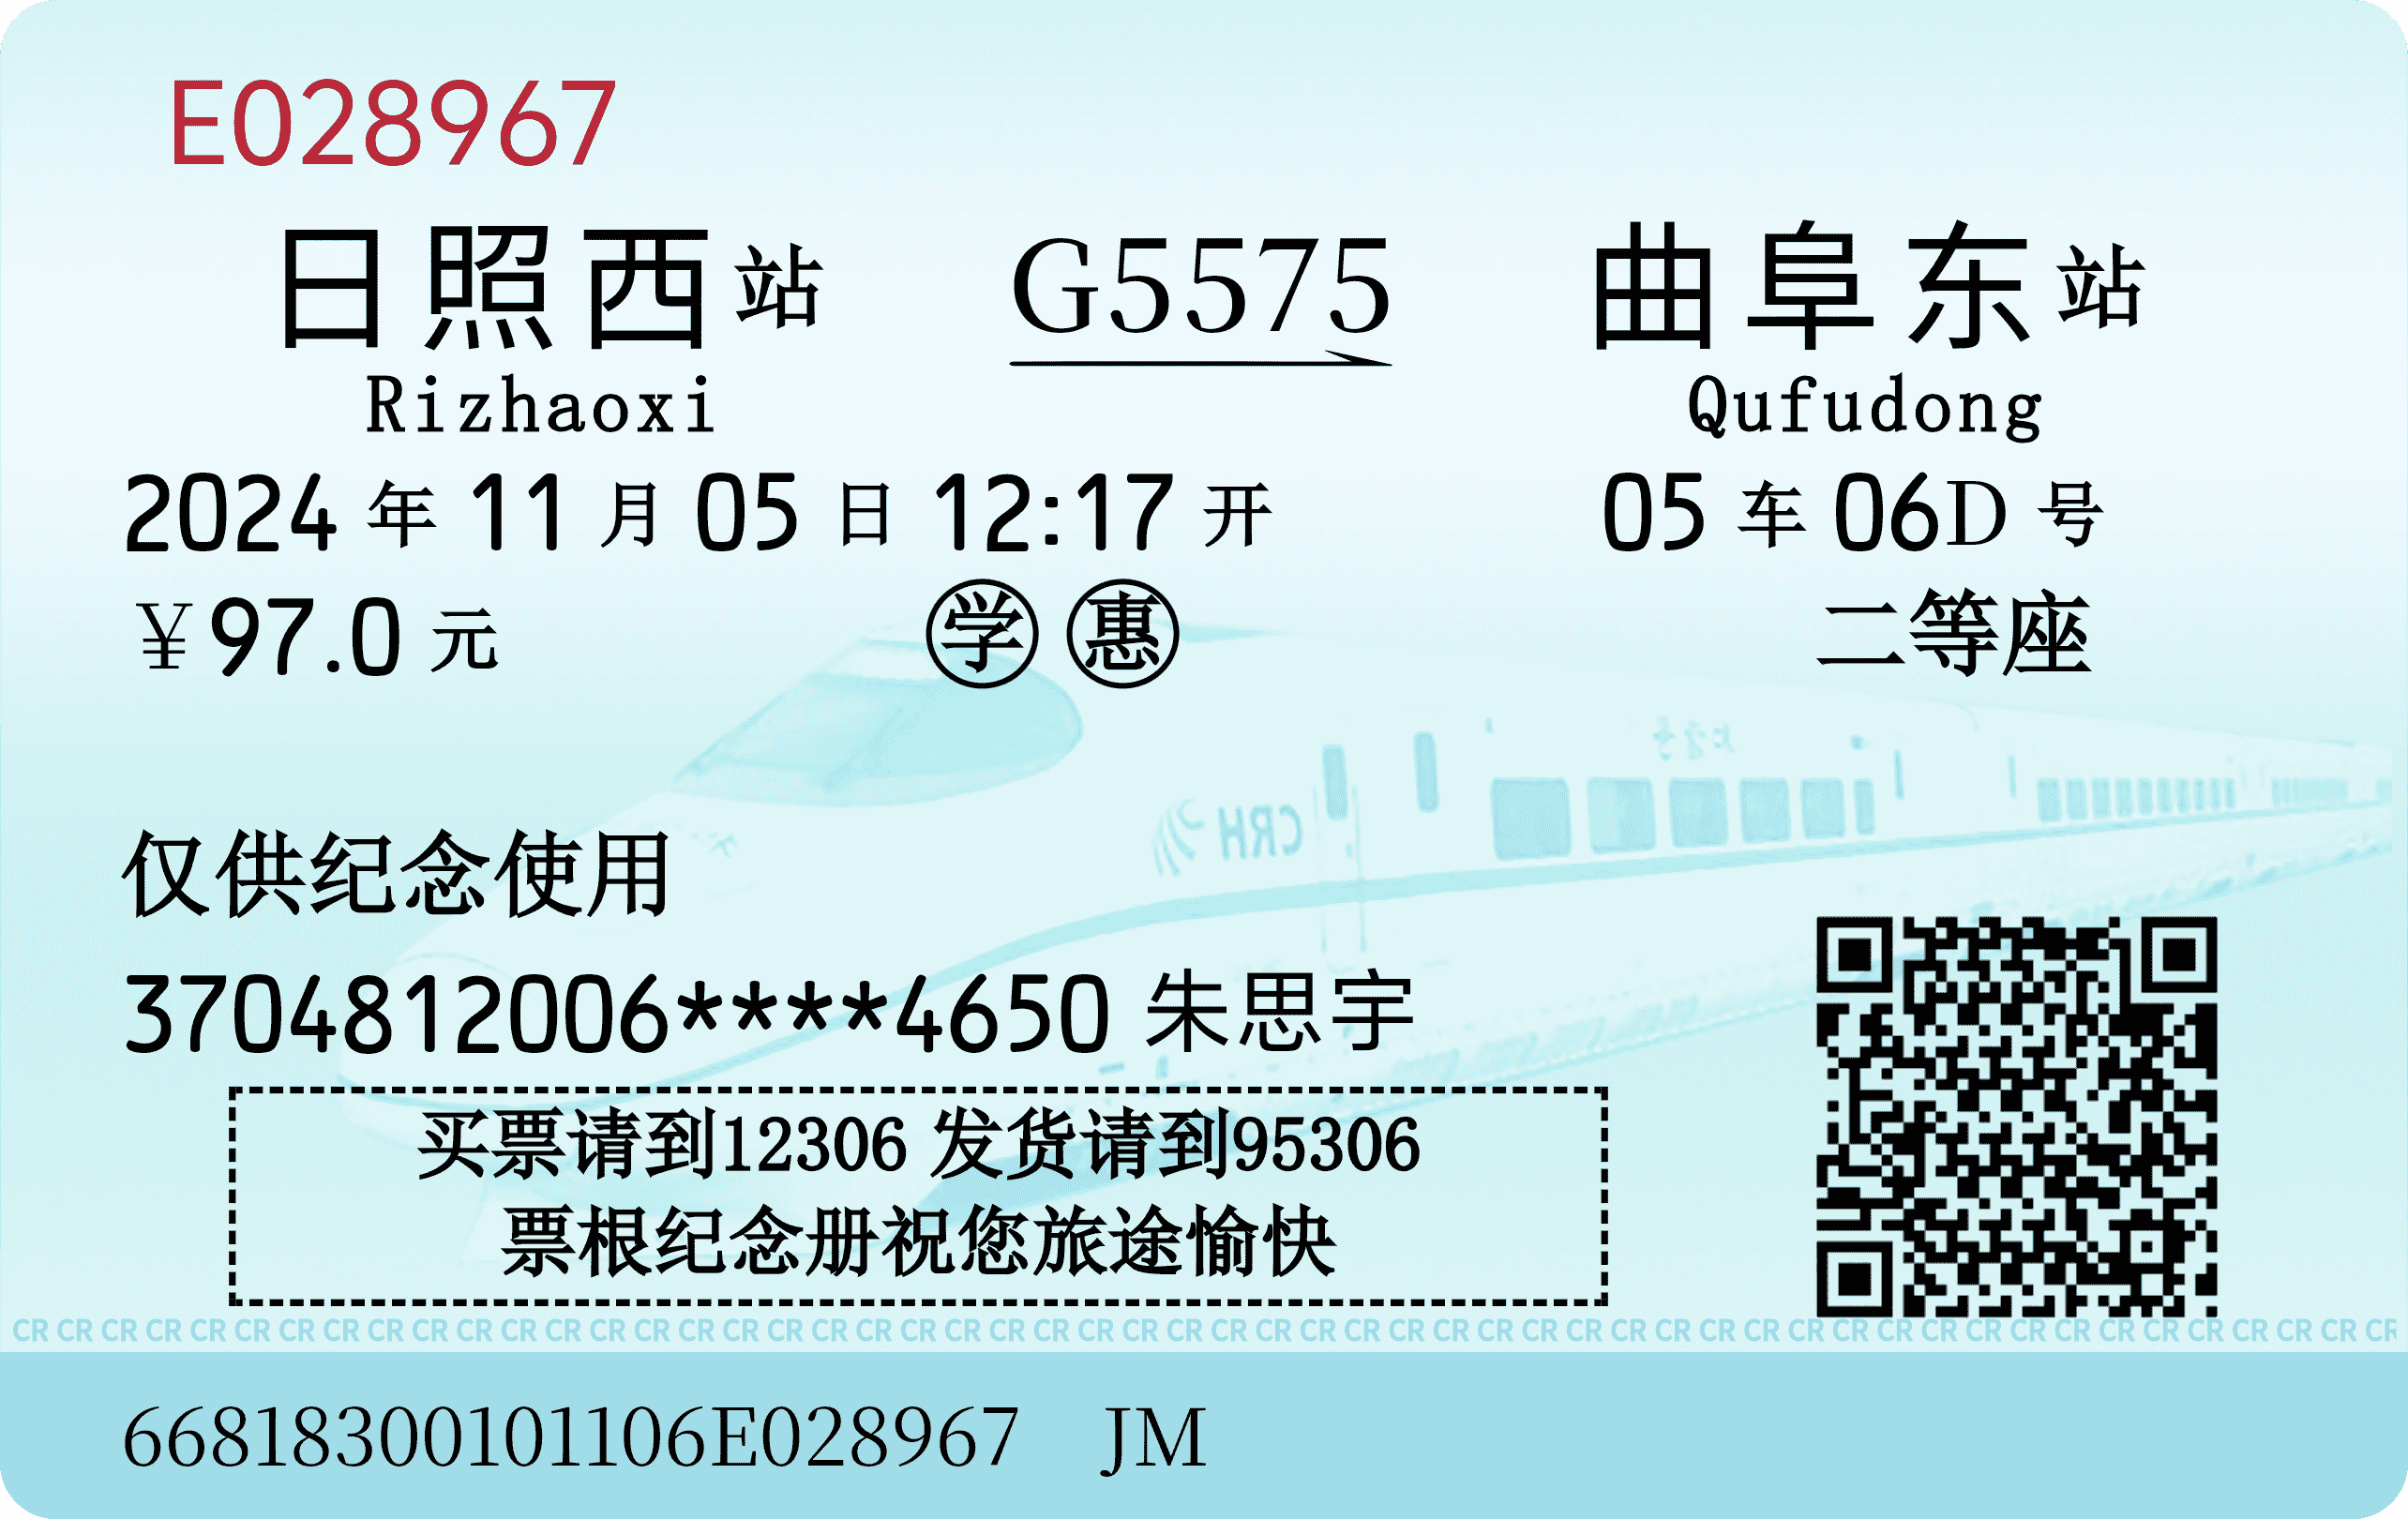 E028967
日照西站 G5575 曲阜东站
Rizhaoxi Qufudong
2024年11月05日12:17开 05车06D号
￥97.0元 学 惠 二等座
CRH
仅供纪念使用
3704812006****4650 朱思宇
买票请到12306 发货请到95306
票根纪念册祝您旅途愉快
CR CR CR CR CR CR CR CR CR CR CR CR CR CR CR CR CR CR CR CR CR CR CR CR CR CR CR CR CR CR CR CR CR CR CR CR CR CR CR CR CR CR CR CR CR CR CR CR CR CR CR CR CR CR
66818300101106E028967 JM